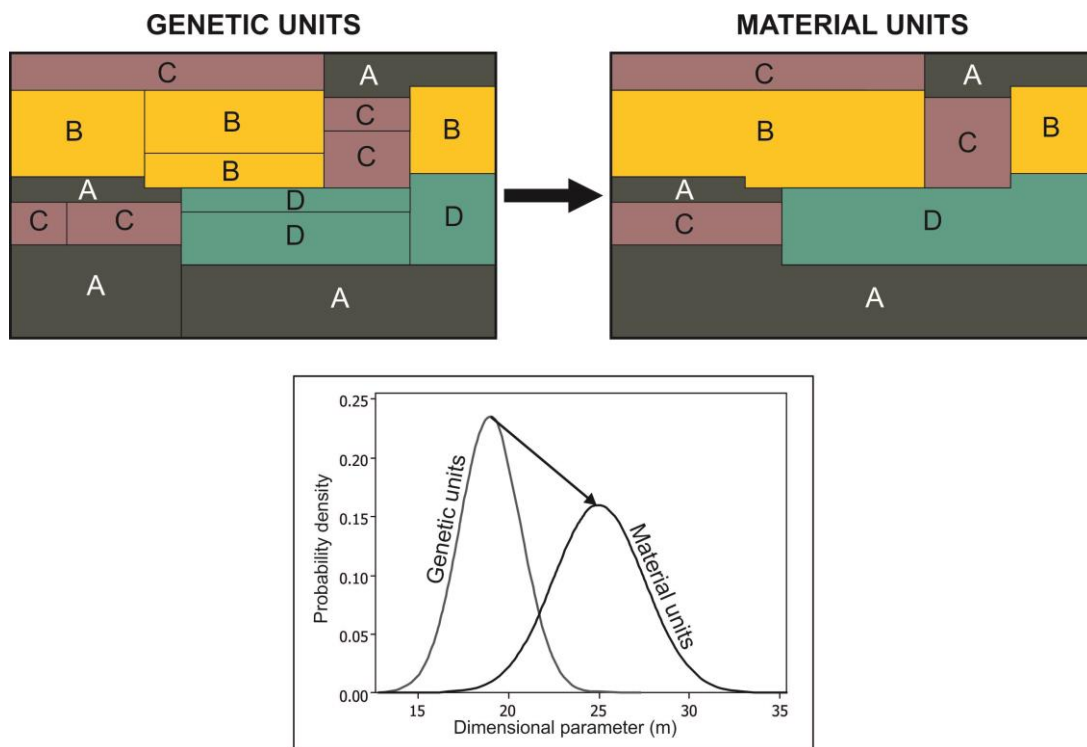 GENETIC UNITS
MATERIAL UNITS
C
A
B
B
C
B
C
B
A
D
C
C
D
D
A
A
C
A
B
C
B
A
C
D
A
0.25
0.20
0.15
0.10
0.05
0.00
Probability density
Genetic units
Material units
15
20
25
30
35
Dimensional parameter (m)